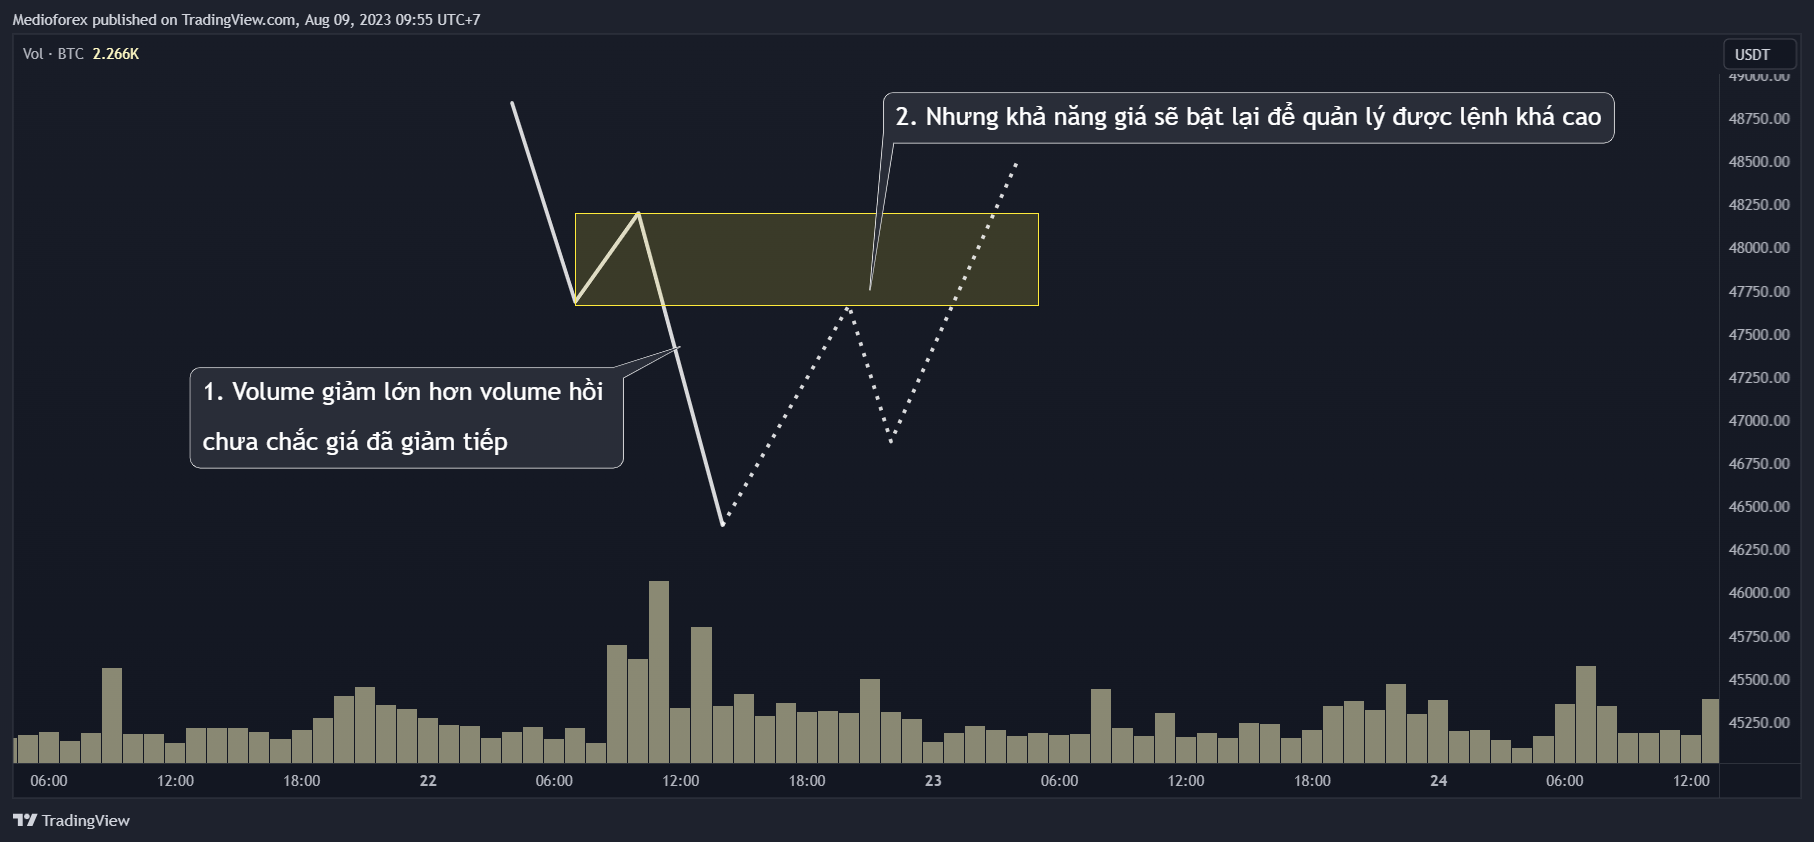 Medioforex published on TradingView.com, Aug 09, 2023 09:55 UTC+7
Vol · BTC 2.266K
USDT
49000.00
2. Nhưng khả năng giá sẽ bật lại để quản lý được lệnh khá cao
48750.00
48500.00
48250.00
48000.00
47750.00
47500.00
1. Volume giảm lớn hơn volume hồi
chưa chắc giá đã giảm tiếp
47250.00
47000.00
46750.00
46500.00
46250.00
46000.00
45750.00
45500.00
45250.00
06:00 12:00 18:00 22 06:00 12:00 18:00 23 06:00 12:00 18:00 24 06:00 12:00
TradingView